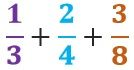 1/3 + 2/4 + 3/8